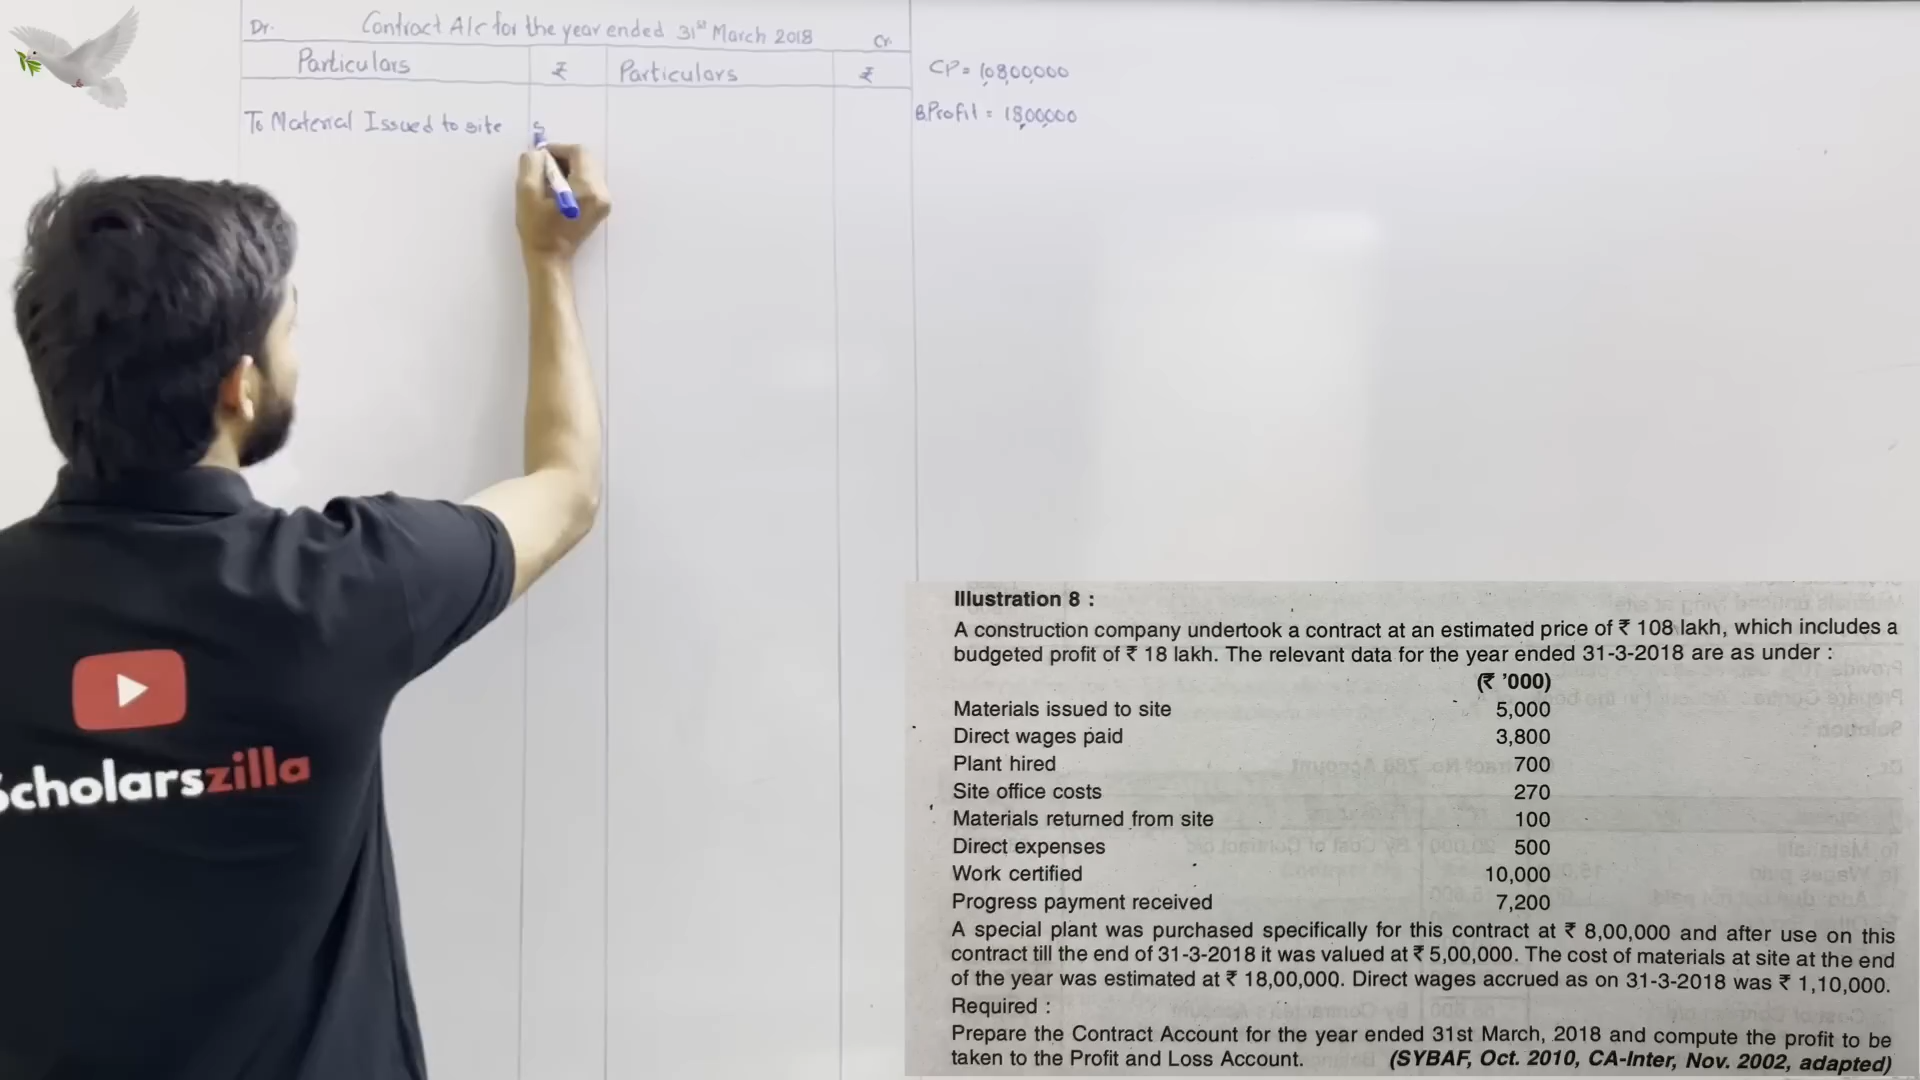 Dr. Contract A/c for the year ended 31st March 2018 Cr.
Particulars ₹ Particulars ₹
To Material Issued to site 5
CP = 10800000
B.Profit = 1800000
Scholarszilla
Illustration 8 :
A construction company undertook a contract at an estimated price of ₹ 108 lakh, which includes a
budgeted profit of ₹ 18 lakh. The relevant data for the year ended 31-3-2018 are as under :
(₹ '000)
Materials issued to site 5,000
Direct wages paid 3,800
Plant hired 700
Site office costs 270
Materials returned from site 100
Direct expenses 500
Work certified 10,000
Progress payment received 7,200
A special plant was purchased specifically for this contract at ₹ 8,00,000 and after use on this
contract till the end of 31-3-2018 it was valued at ₹ 5,00,000. The cost of materials at site at the end
of the year was estimated at ₹ 18,00,000. Direct wages accrued as on 31-3-2018 was ₹ 1,10,000.
Required :
Prepare the Contract Account for the year ended 31st March, 2018 and compute the profit to be
taken to the Profit and Loss Account. (SYBAF, Oct. 2010, CA-Inter, Nov. 2002, adapted)